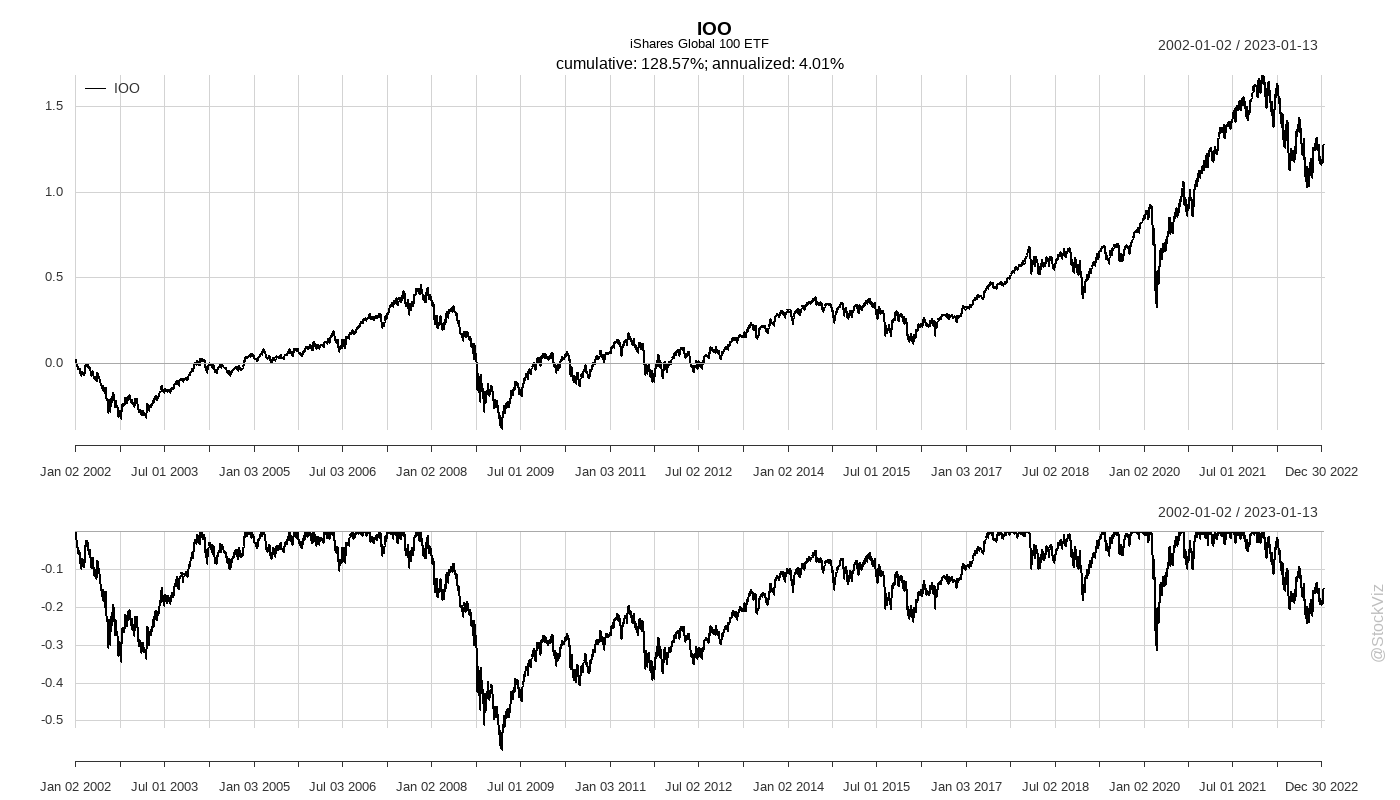 IOO
iShares Global 100 ETF
cumulative: 128.57%; annualized: 4.01%
2002-01-02 / 2023-01-13
IOO
1.5
1.0
0.5
0.0
Jan 02 2002 Jul 01 2003 Jan 03 2005 Jul 03 2006 Jan 02 2008 Jul 01 2009 Jan 03 2011 Jul 02 2012 Jan 02 2014 Jul 01 2015 Jan 03 2017 Jul 02 2018 Jan 02 2020 Jul 01 2021 Dec 30 2022
2002-01-02 / 2023-01-13
-0.1
-0.2
-0.3
-0.4
-0.5
Jan 02 2002 Jul 01 2003 Jan 03 2005 Jul 03 2006 Jan 02 2008 Jul 01 2009 Jan 03 2011 Jul 02 2012 Jan 02 2014 Jul 01 2015 Jan 03 2017 Jul 02 2018 Jan 02 2020 Jul 01 2021 Dec 30 2022
@StockViz